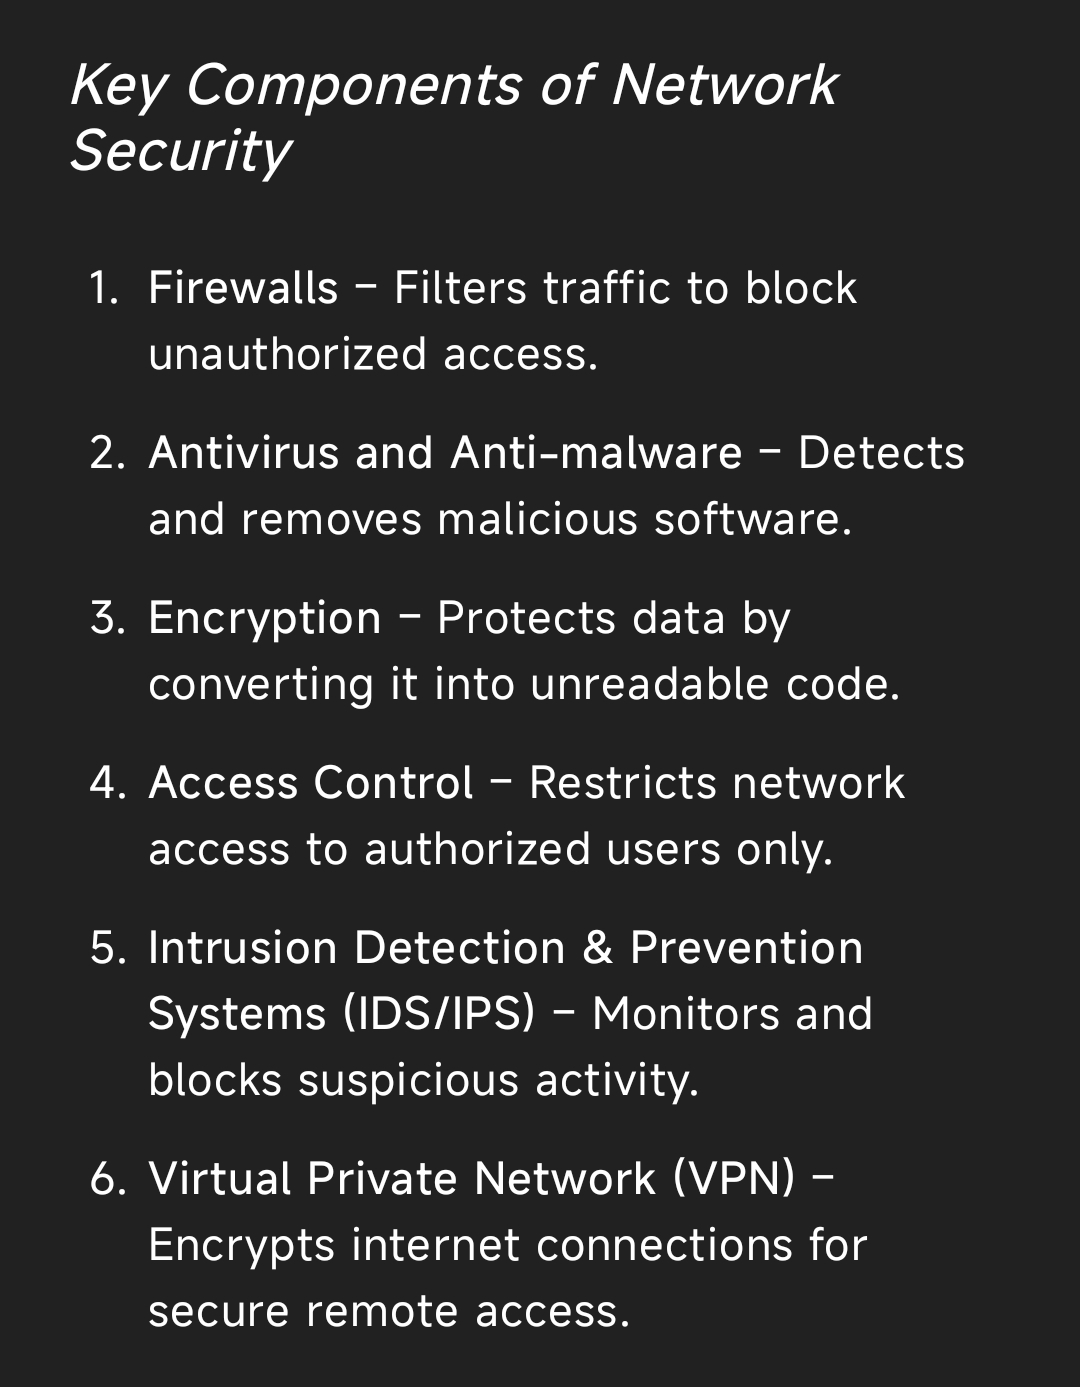 Key Components of Network
Security
1. Firewalls – Filters traffic to block
unauthorized access.
2. Antivirus and Anti-malware – Detects
and removes malicious software.
3. Encryption – Protects data by
converting it into unreadable code.
4. Access Control – Restricts network
access to authorized users only.
5. Intrusion Detection & Prevention
Systems (IDS/IPS) – Monitors and
blocks suspicious activity.
6. Virtual Private Network (VPN) –
Encrypts internet connections for
secure remote access.